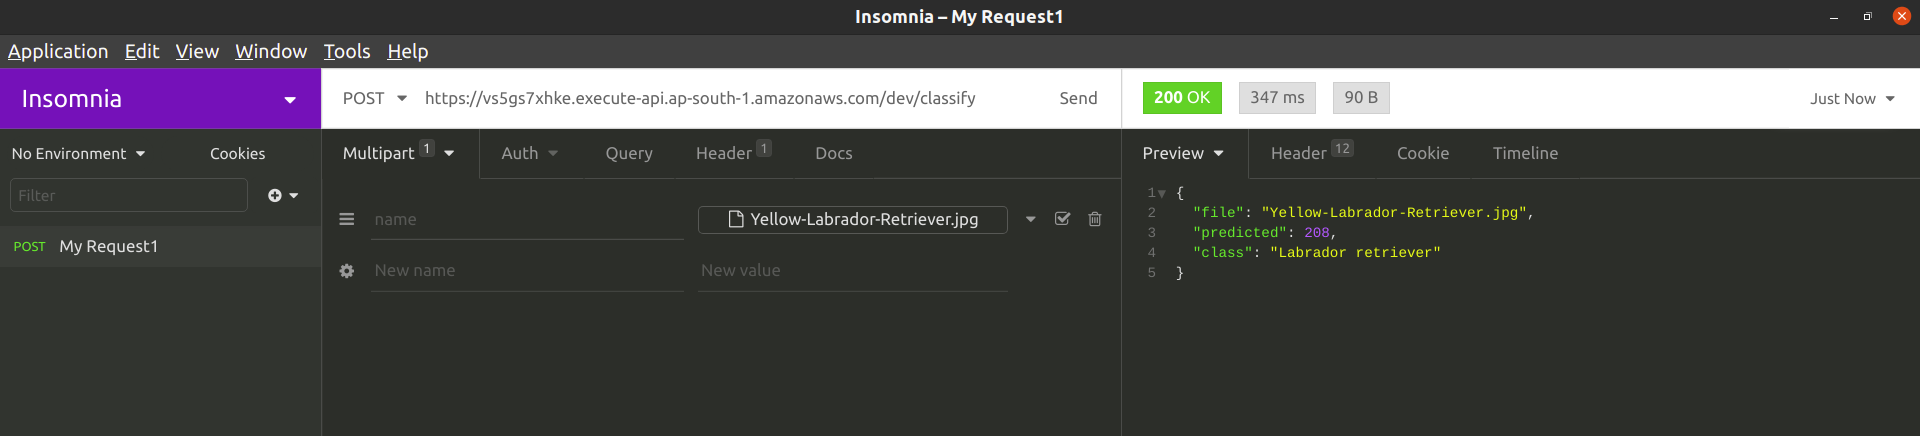 Insomnia – My Request1
Application Edit View Window Tools Help
Insomnia
POST https://vs5gs7xhke.execute-api.ap-south-1.amazonaws.com/dev/classify Send
200 OK 347 ms 90 B Just Now
No Environment Cookies
Multipart 1 Auth Query Header 1 Docs
Preview Header 12 Cookie Timeline
Filter
POST My Request1
name Yellow-Labrador-Retriever.jpg
New name New value
1 {
2 "file": "Yellow-Labrador-Retriever.jpg",
3 "predicted": 208,
4 "class": "Labrador retriever"
5 }